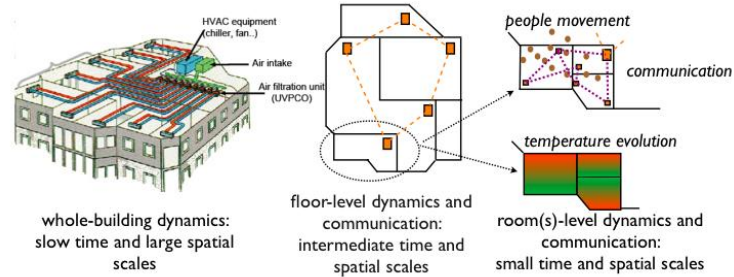 HVAC equipment
(chiller, fan..)
Air intake
Air filtration unit
(UVPCO)
people movement
communication
temperature evolution
whole-building dynamics:
slow time and large spatial
scales
floor-level dynamics and
communication:
intermediate time and
spatial scales
room(s)-level dynamics and
communication:
small time and spatial scales